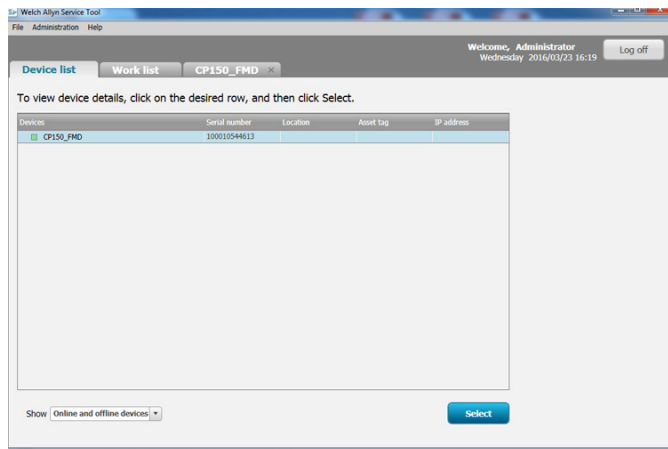 Welch Allyn Service Tool
File Administration Help
Welcome, Administrator
Wednesday 2016/03/23 16:19
Log off
Device list Work list CP150_FMD ×
To view device details, click on the desired row, and then click Select.
Devices Serial number Location Asset tag IP address
CP150_FMD 100010544613
Show Online and offline devices
Select